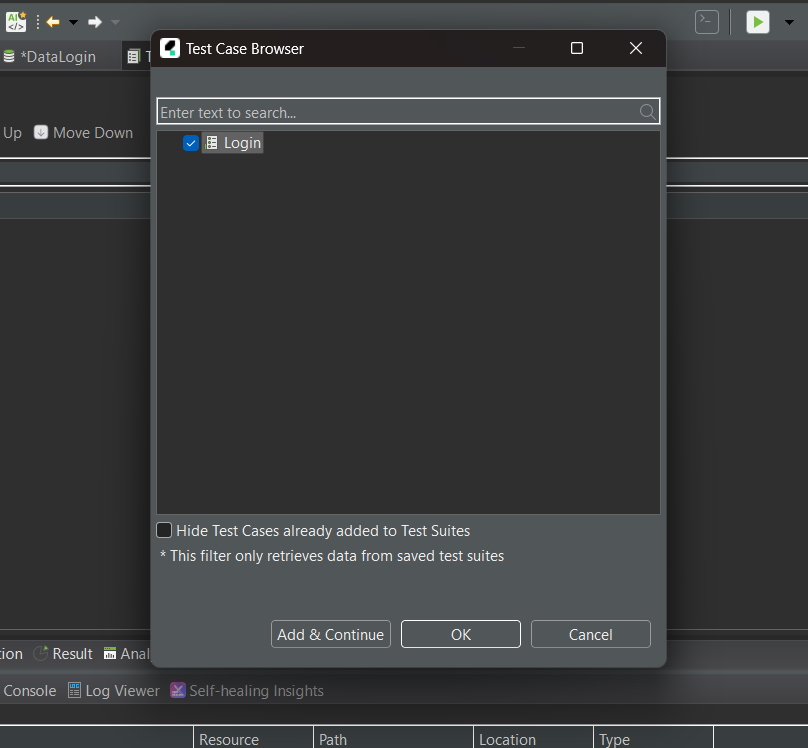 AI
</>
*DataLogin
Test Case Browser
Enter text to search...
Up
Move Down
Login
Hide Test Cases already added to Test Suites
* This filter only retrieves data from saved test suites
Add & Continue
OK
Cancel
tion
Result
Anal
Console
LOG
Log Viewer
Self-healing Insights
Resource
Path
Location
Type